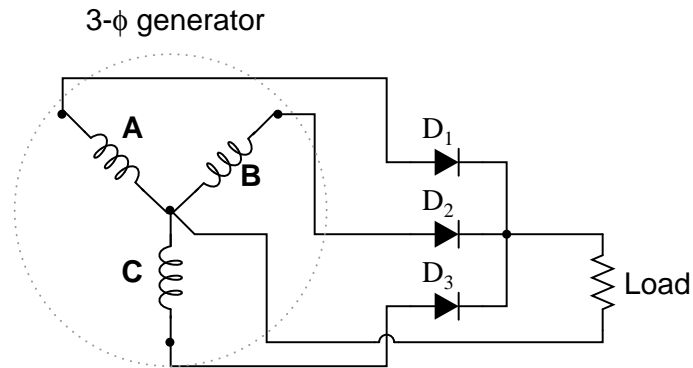 3-ϕ generator
A
B
C
D1
D2
D3
Load